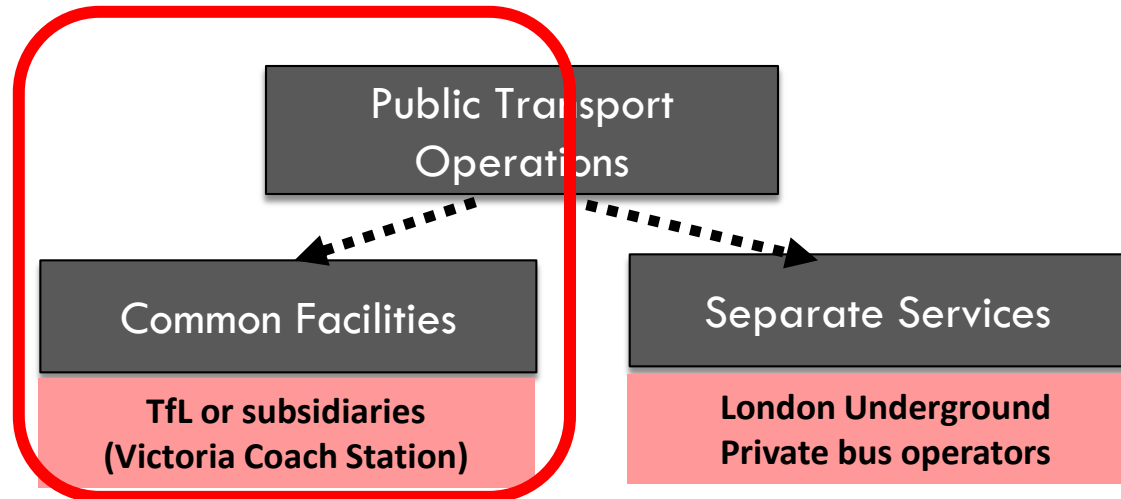 Public Transport
Operations
Common Facilities
Separate Services
TfL or subsidiaries
(Victoria Coach Station)
London Underground
Private bus operators